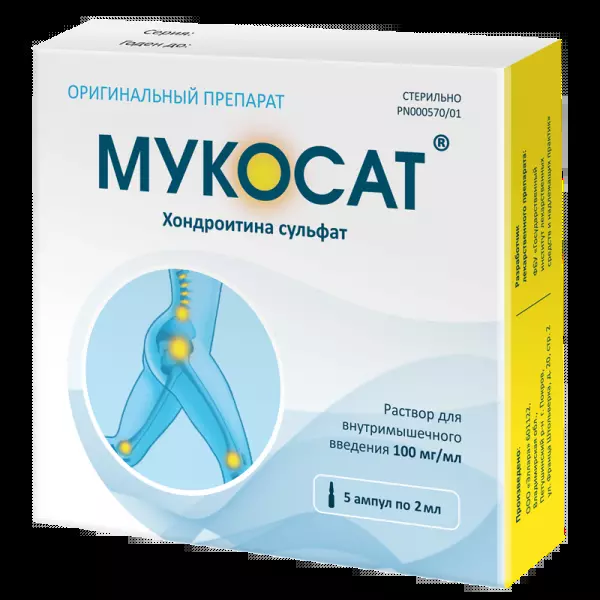 Серия:
Годен до:
ОРИГИНАЛЬНЫЙ ПРЕПАРАТ
СТЕРИЛЬНО
PN000570/01
МУКОСАТ®
Хондроитина сульфат
Раствор для
внутримышечного
введения 100 мг/мл
5 ампул по 2 мл
Разработчик
лекарственного препарата:
ФБУ «Государственный
институт лекарственных
средств и надлежащих практик»
Произведено:
ООО «Эллара» 601122,
Владимирская обл.,
Петушинский р-н г. Покров,
ул. Франца Штольверка, д. 20, стр. 2